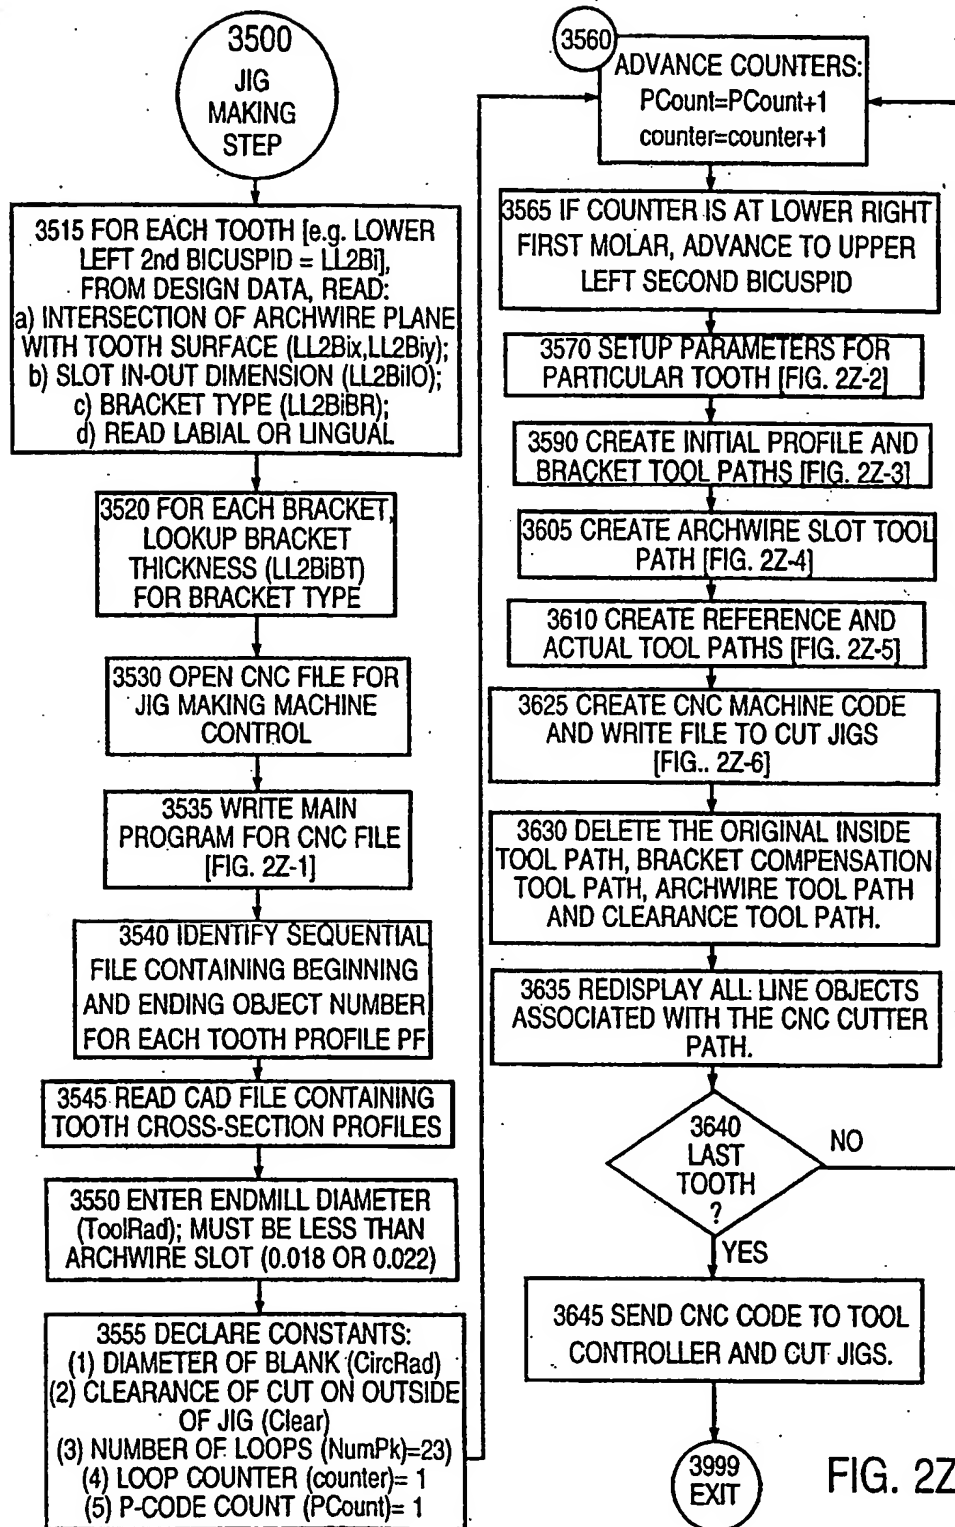 3500
JIG
MAKING
STEP
3515 FOR EACH TOOTH [e.g. LOWER
LEFT 2nd BICUSPID = LL2Bi],
FROM DESIGN DATA, READ:
a) INTERSECTION OF ARCHWIRE PLANE
WITH TOOTH SURFACE (LL2Bix,LL2Biy);
b) SLOT IN-OUT DIMENSION (LL2BiIO);
c) BRACKET TYPE (LL2BiBR);
d) READ LABIAL OR LINGUAL
3520 FOR EACH BRACKET,
LOOKUP BRACKET
THICKNESS (LL2BiBT)
FOR BRACKET TYPE
3530 OPEN CNC FILE FOR
JIG MAKING MACHINE
CONTROL
3535 WRITE MAIN
PROGRAM FOR CNC FILE
[FIG. 2Z-1]
3540 IDENTIFY SEQUENTIAL
FILE CONTAINING BEGINNING
AND ENDING OBJECT NUMBER
FOR EACH TOOTH PROFILE PF
3545 READ CAD FILE CONTAINING
TOOTH CROSS-SECTION PROFILES
3550 ENTER ENDMILL DIAMETER
(ToolRad); MUST BE LESS THAN
ARCHWIRE SLOT (0.018 OR 0.022)
3555 DECLARE CONSTANTS:
(1) DIAMETER OF BLANK (CircRad)
(2) CLEARANCE OF CUT ON OUTSIDE
OF JIG (Clear)
(3) NUMBER OF LOOPS (NumPk)=23)
(4) LOOP COUNTER (counter)= 1
(5) P-CODE COUNT (PCount)= 1
3560
ADVANCE COUNTERS:
PCount=PCount+1
counter=counter+1
3565 IF COUNTER IS AT LOWER RIGHT
FIRST MOLAR, ADVANCE TO UPPER
LEFT SECOND BICUSPID
3570 SETUP PARAMETERS FOR
PARTICULAR TOOTH [FIG. 2Z-2]
3590 CREATE INITIAL PROFILE AND
BRACKET TOOL PATHS [FIG. 2Z-3]
3605 CREATE ARCHWIRE SLOT TOOL
PATH [FIG. 2Z-4]
3610 CREATE REFERENCE AND
ACTUAL TOOL PATHS [FIG. 2Z-5]
3625 CREATE CNC MACHINE CODE
AND WRITE FILE TO CUT JIGS
[FIG.. 2Z-6]
3630 DELETE THE ORIGINAL INSIDE
TOOL PATH, BRACKET COMPENSATION
TOOL PATH, ARCHWIRE TOOL PATH
AND CLEARANCE TOOL PATH.
3635 REDISPLAY ALL LINE OBJECTS
ASSOCIATED WITH THE CNC CUTTER
PATH.
3640
LAST
TOOTH
?
NO
YES
3645 SEND CNC CODE TO TOOL
CONTROLLER AND CUT JIGS.
3999
EXIT
FIG. 2Z